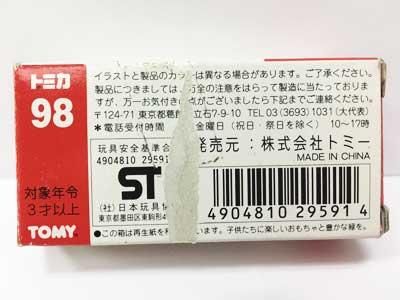 トミカ
98
対象年令
3才以上
TOMY
イラストと製品のカラーは異なる場合があります。ご了承ください。
製品につきましては、万全の注意をはらって製造に当たっており
ますが、万一お気付きの点がございましたら下記までご連絡ください。
〒124-71 東京都葛飾 立石7-9-10 TEL 03(3693)1031(大代表)
*電話受付時間 金曜日(祝・祭日を除く) 10〜17時
玩具安全基準合
4904810 29591
ST
(社)日本玩具
東京都墨田区東駒形4
発売元:株式会社トミー
MADE IN CHINA
4904810 295914
●この箱は再生紙を利 。子供たちに楽しいおもちゃと豊かな緑を。